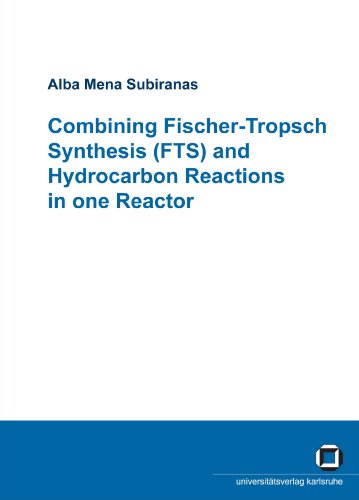 Alba Mena Subiranas
Combining Fischer-Tropsch
Synthesis (FTS) and
Hydrocarbon Reactions
in one Reactor
universitätsverlag karlsruhe